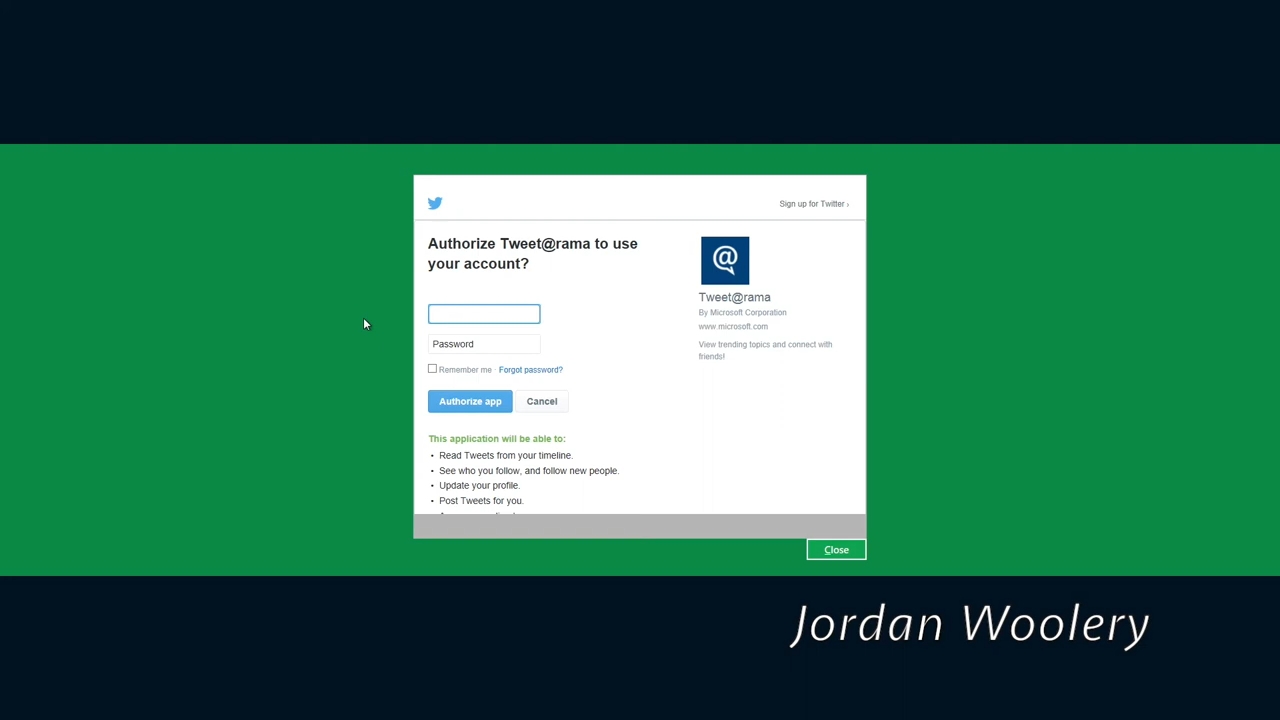 Sign up for Twitter ›
Authorize Tweet@rama to use
your account?
@
Tweet@rama
By Microsoft Corporation
www.microsoft.com
View trending topics and connect with
friends!
Password
Remember me · Forgot password?
Authorize app
Cancel
This application will be able to:
• Read Tweets from your timeline.
• See who you follow, and follow new people.
• Update your profile.
• Post Tweets for you.
Close
Jordan Woolery